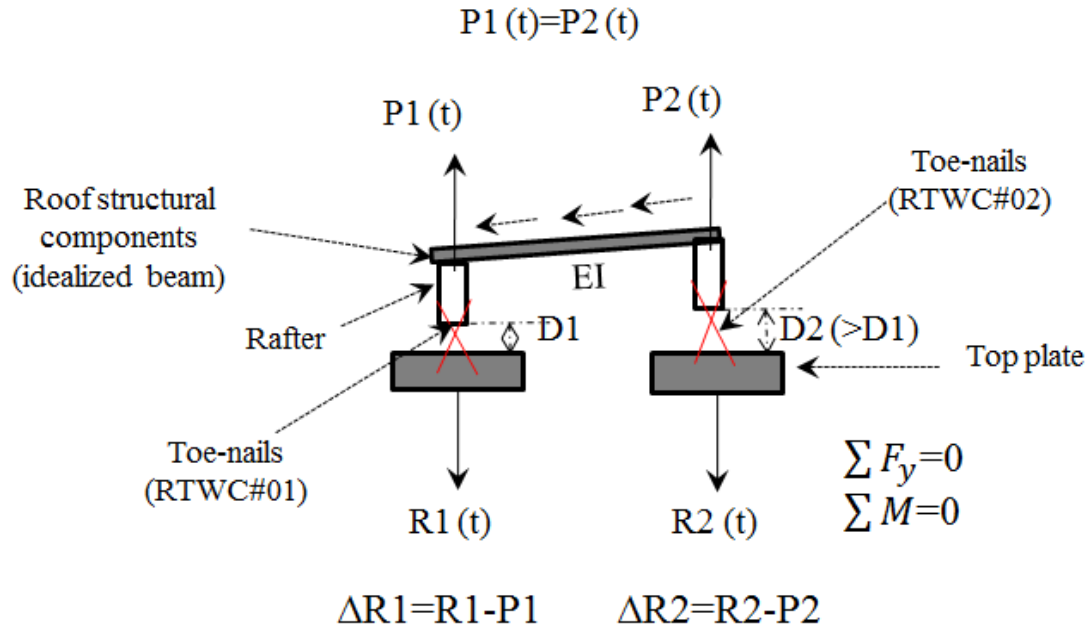 P1 (t)=P2 (t)
P1 (t)
P2 (t)
Toe-nails
(RTWC#02)
Roof structural
components
(idealized beam)
EI
Rafter
D1
D2 (>D1)
Top plate
Toe-nails
(RTWC#01)
∑ F_y=0
∑ M=0
R1 (t)
R2 (t)
ΔR1=R1-P1
ΔR2=R2-P2